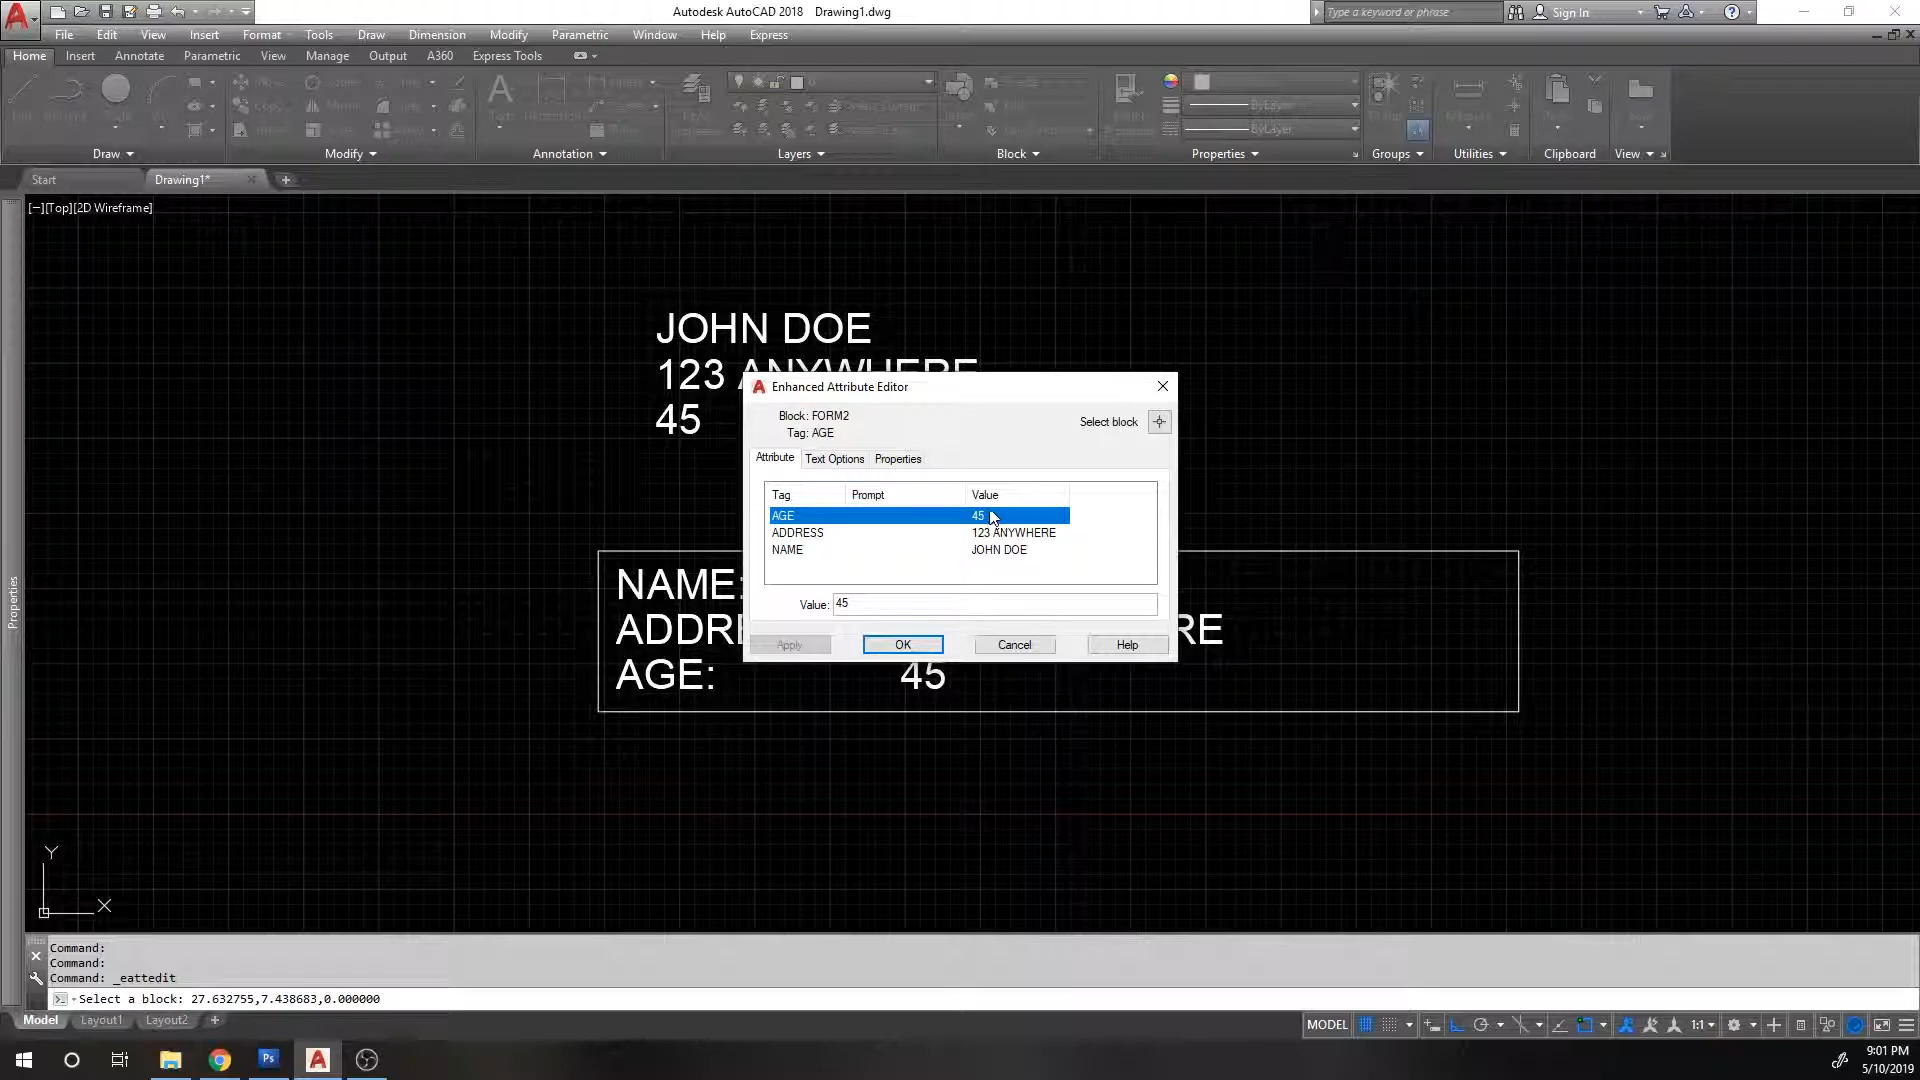 Autodesk AutoCAD 2018 Drawing1.dwg
Type a keyword or phrase
Sign In
File Edit View Insert Format Tools Draw Dimension Modify Parametric Window Help Express
Home Insert Annotate Parametric View Manage Output A360 Express Tools
ByLayer
ByLayer
Draw Modify Annotation Layers Block Properties Groups Utilities Clipboard View
Start Drawing1*
[−][Top][2D Wireframe]
JOHN DOE
123 ANYWHERE
45
Enhanced Attribute Editor
Block: FORM2
Tag: AGE
Select block
Attribute Text Options Properties
Tag Prompt Value
AGE 45
ADDRESS 123 ANYWHERE
NAME JOHN DOE
Value: 45
Apply OK Cancel Help
NAME:
ADDRE RE
AGE: 45
Properties
Y
X
Command:
Command:
Command: _eattedit
Select a block: 27.632755,7.438683,0.000000
Model Layout1 Layout2
MODEL 1:1
Ps
9:01 PM
5/10/2019